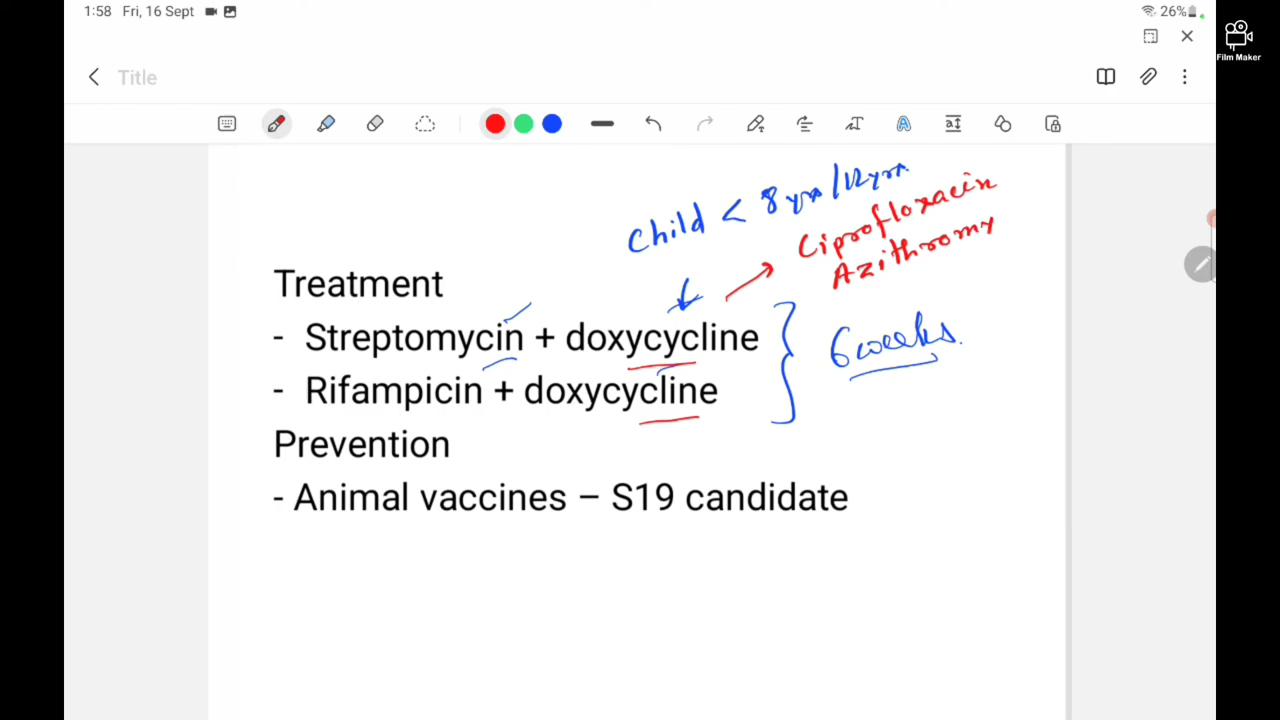 1:58 Fri, 16 Sept
26%
Film Maker
Title
Child < 8 yrs/12yrs
Ciprofloxacin
Azithromy
Treatment
- Streptomycin + doxycycline
6 weeks.
- Rifampicin + doxycycline
Prevention
- Animal vaccines – S19 candidate